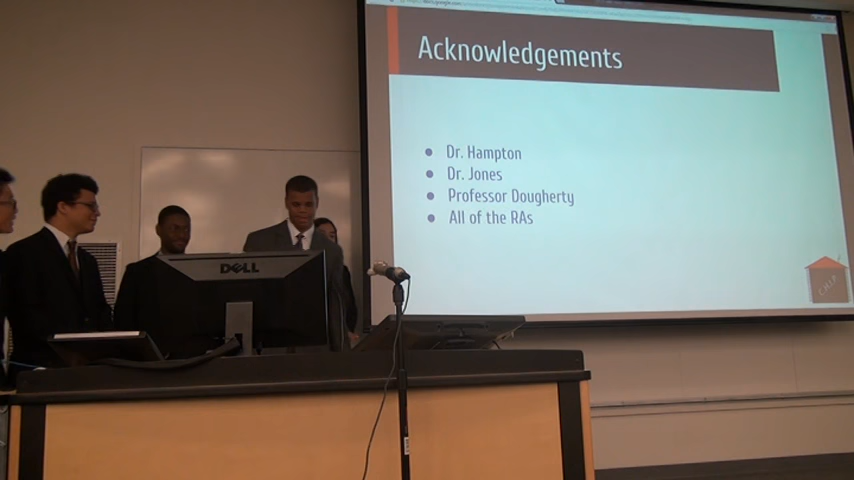 Acknowledgements
● Dr. Hampton
● Dr. Jones
● Professor Dougherty
● All of the RAs
DELL